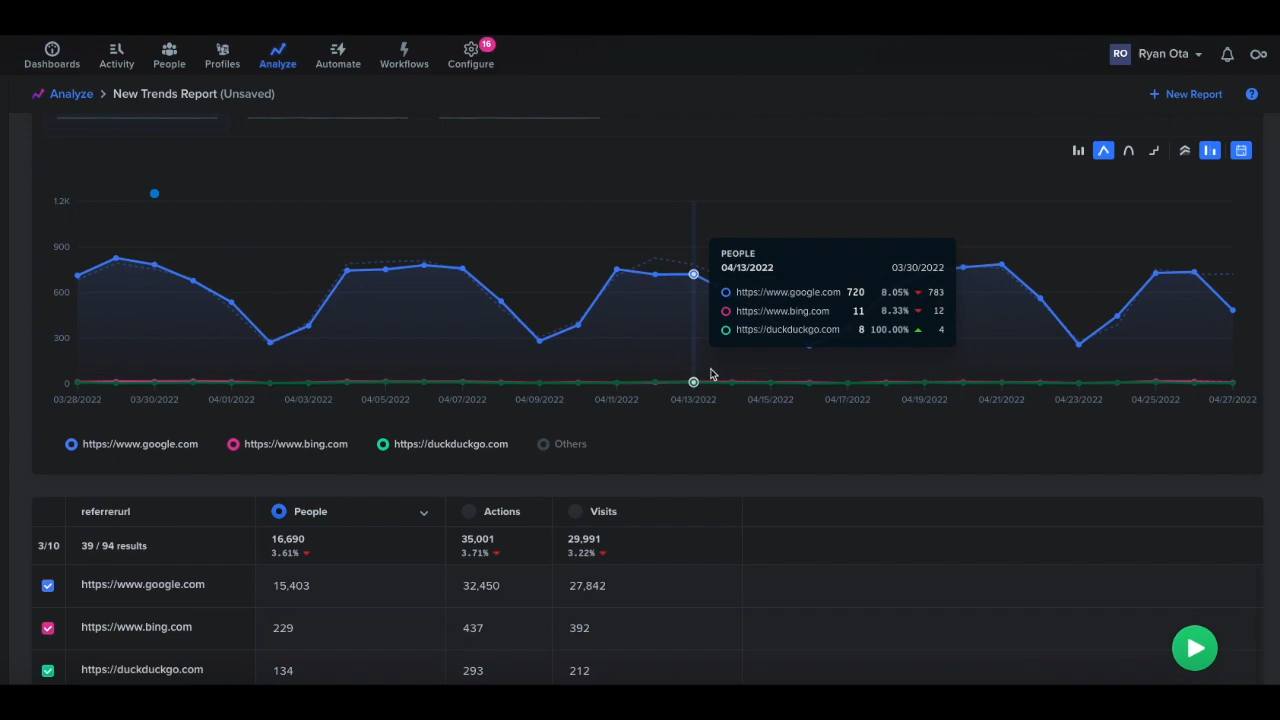 Dashboards Activity People Profiles Analyze Automate Workflows Configure 16 RO Ryan Ota
Analyze > New Trends Report (Unsaved) + New Report ?
1.2K
900
600
300
0
PEOPLE
04/13/2022 03/30/2022
https://www.google.com 720 8.05% 783
https://www.bing.com 11 8.33% 12
https://duckduckgo.com 8 100.00% 4
03/28/2022 03/30/2022 04/01/2022 04/03/2022 04/05/2022 04/07/2022 04/09/2022 04/11/2022 04/13/2022 04/15/2022 04/17/2022 04/19/2022 04/21/2022 04/23/2022 04/25/2022 04/27/2022
https://www.google.com https://www.bing.com https://duckduckgo.com Others
referrerurl People Actions Visits
3/10 39 / 94 results 16,690 35,001 29,991
3.61% 3.71% 3.22%
https://www.google.com 15,403 32,450 27,842
https://www.bing.com 229 437 392
https://duckduckgo.com 134 293 212